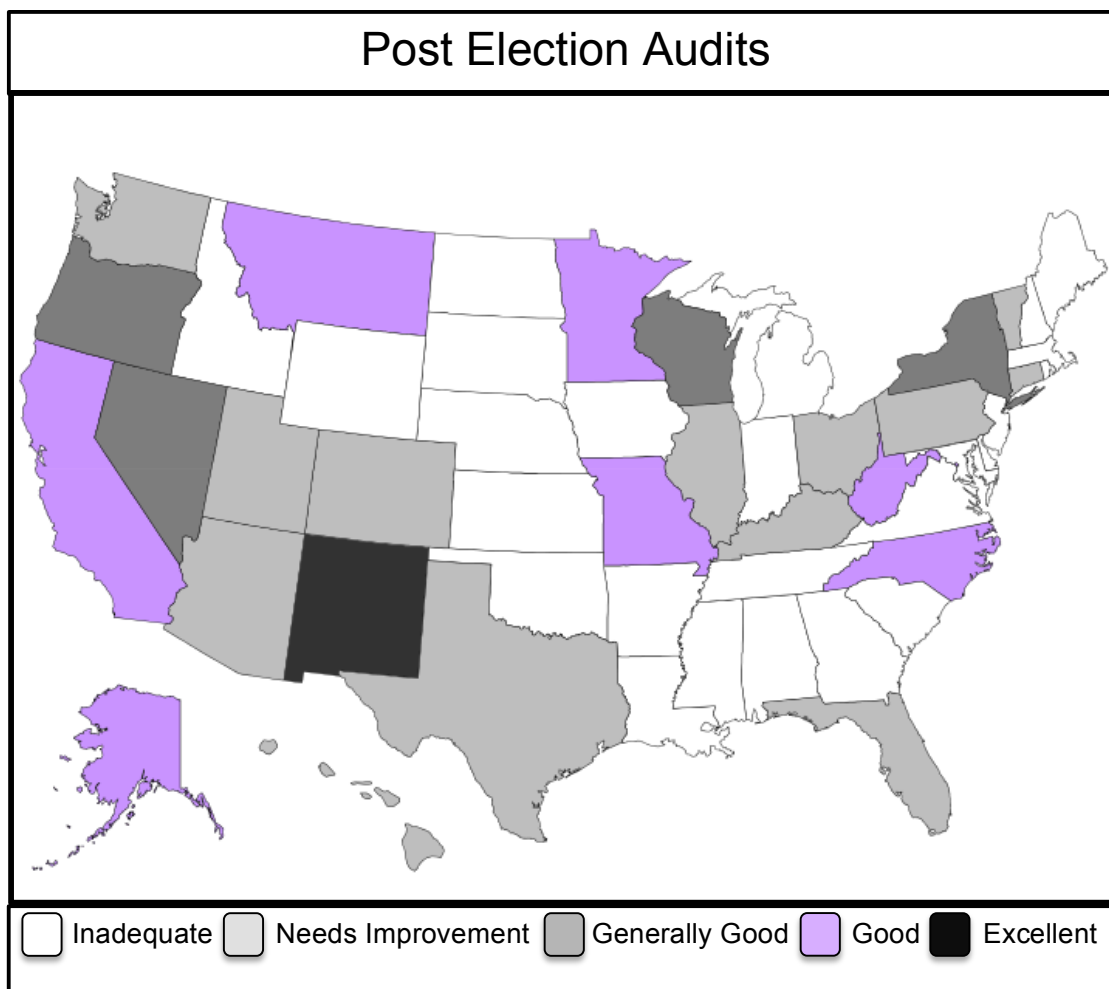 Post Election Audits
Inadequate Needs Improvement Generally Good Good Excellent